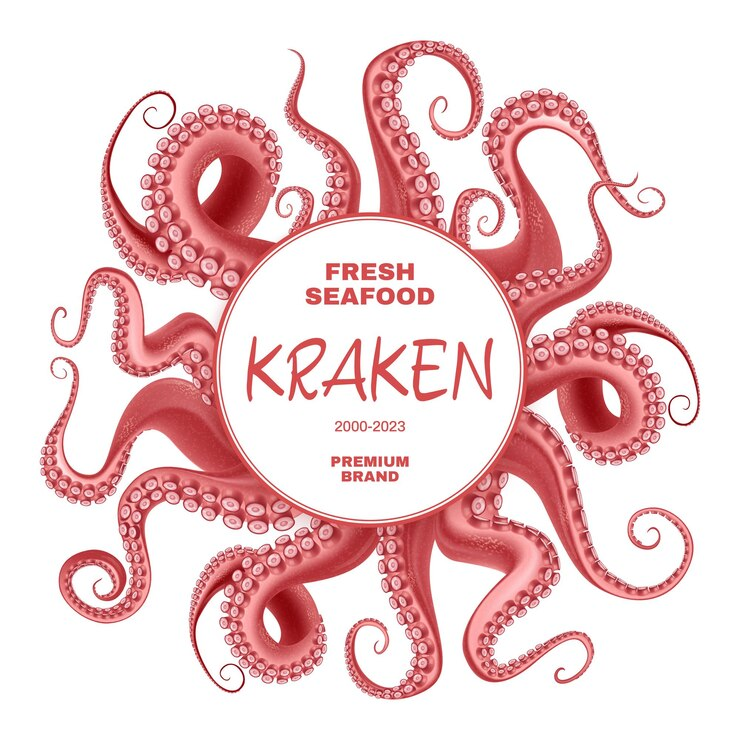 FRESH
SEAFOOD
KRAKEN
2000-2023
PREMIUM
BRAND